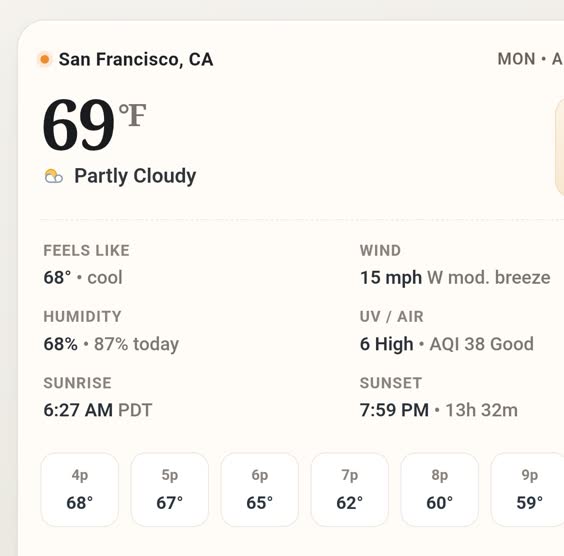 San Francisco, CA
MON • A
69°F
Partly Cloudy
FEELS LIKE
68° • cool
WIND
15 mph W mod. breeze
HUMIDITY
68% • 87% today
UV / AIR
6 High • AQI 38 Good
SUNRISE
6:27 AM PDT
SUNSET
7:59 PM • 13h 32m
4p
68°
5p
67°
6p
65°
7p
62°
8p
60°
9p
59°